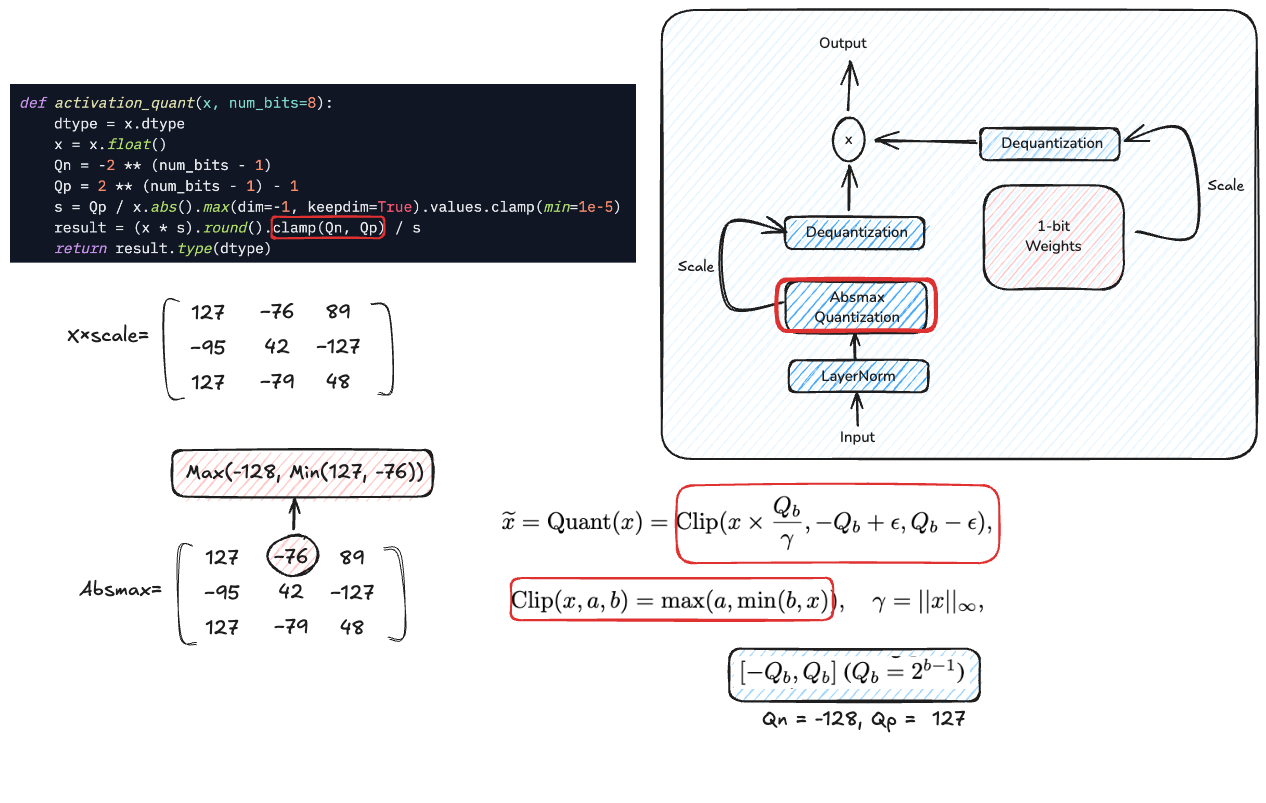 def activation_quant(x, num_bits=8):
    dtype = x.dtype
    x = x.float()
    Qn = -2 ** (num_bits - 1)
    Qp = 2 ** (num_bits - 1) - 1
    s = Qp / x.abs().max(dim=-1, keepdim=True).values.clamp(min=1e-5)
    result = (x * s).round().clamp(Qn, Qp) / s
    return result.type(dtype)
X×scale=
127 -76 89
-95 42 -127
127 -79 48
Max(-128, Min(127, -76))
Absmax=
127 -76 89
-95 42 -127
127 -79 48
Output
x
Dequantization
Scale
1-bit
Weights
Dequantization
Scale
Absmax
Quantization
LayerNorm
Input
x̃ = Quant(x) = Clip(x × Q_b/γ, −Q_b + ϵ, Q_b − ϵ),
Clip(x, a, b) = max(a, min(b, x)), γ = ||x||_∞,
[−Q_b, Q_b] (Q_b = 2^{b−1})
Qn = -128, Qp = 127